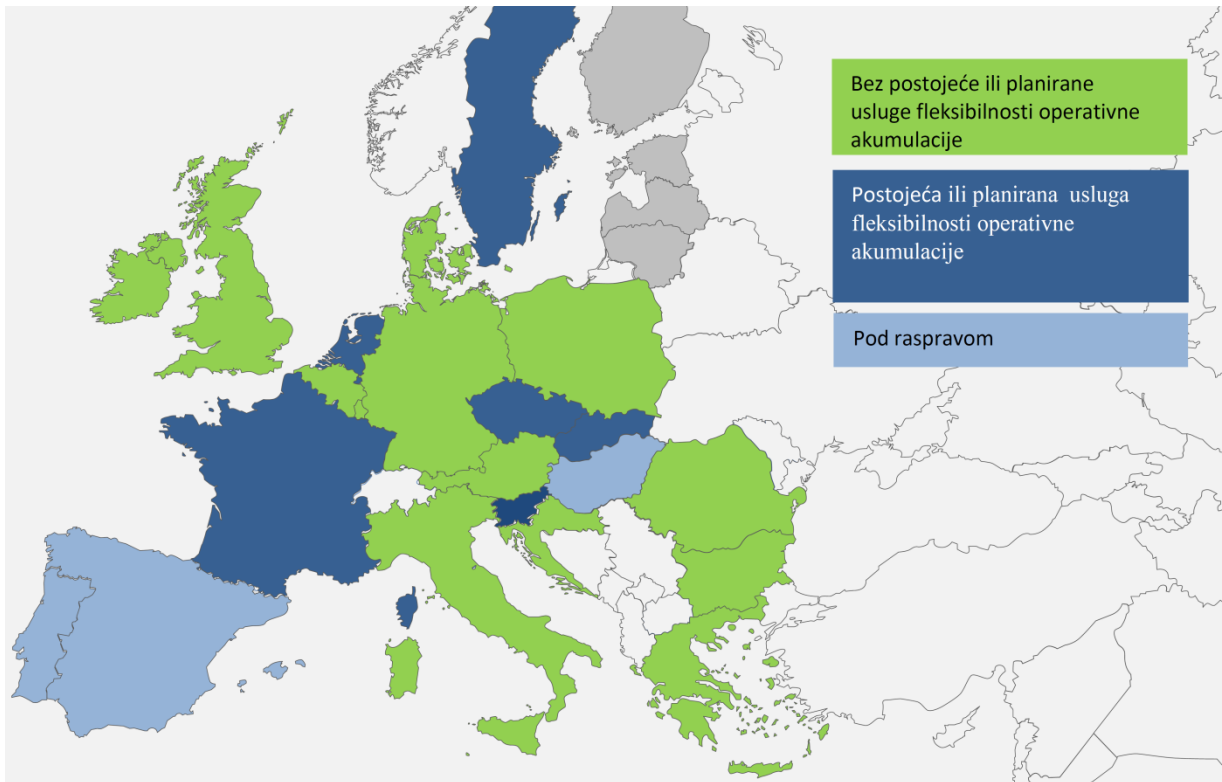 Bez postojeće ili planirane
usluge fleksibilnosti operativne
akumulacije
Postojeća ili planirana usluga
fleksibilnosti operativne
akumulacije
Pod raspravom